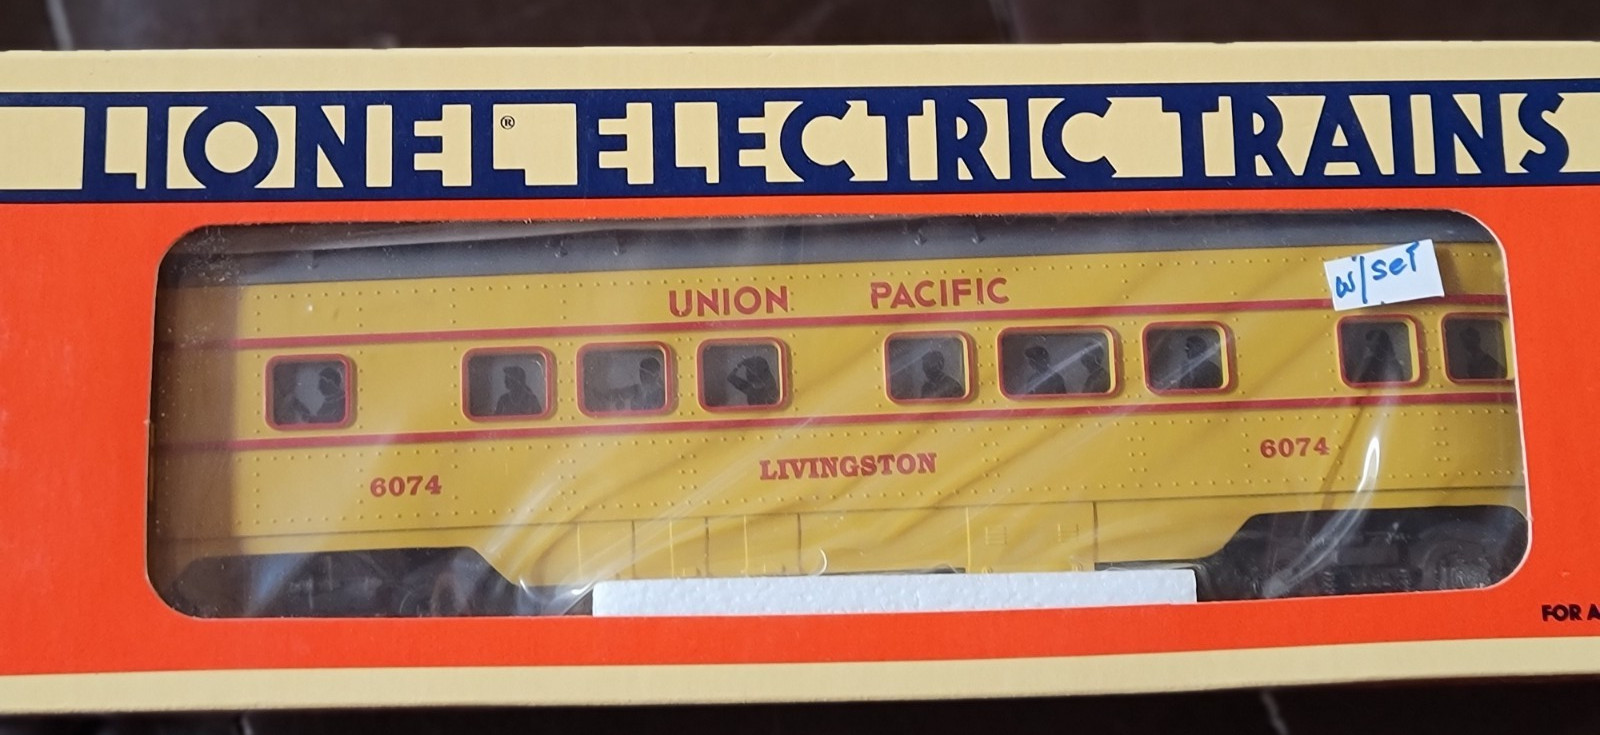 LIONEL® ELECTRIC TRAINS
UNION PACIFIC
w/set
LIVINGSTON
6074
6074
FOR A